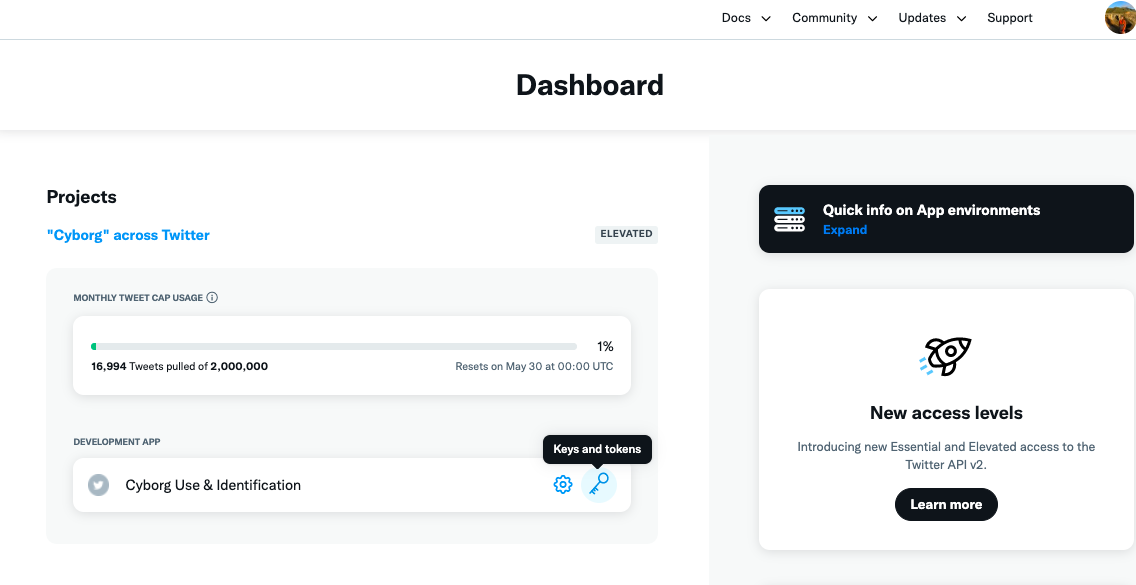 Docs Community Updates Support
Dashboard
Projects
"Cyborg" across Twitter
ELEVATED
MONTHLY TWEET CAP USAGE
1%
16,994 Tweets pulled of 2,000,000
Resets on May 30 at 00:00 UTC
DEVELOPMENT APP
Keys and tokens
Cyborg Use & Identification
Quick info on App environments
Expand
New access levels
Introducing new Essential and Elevated access to the
Twitter API v2.
Learn more